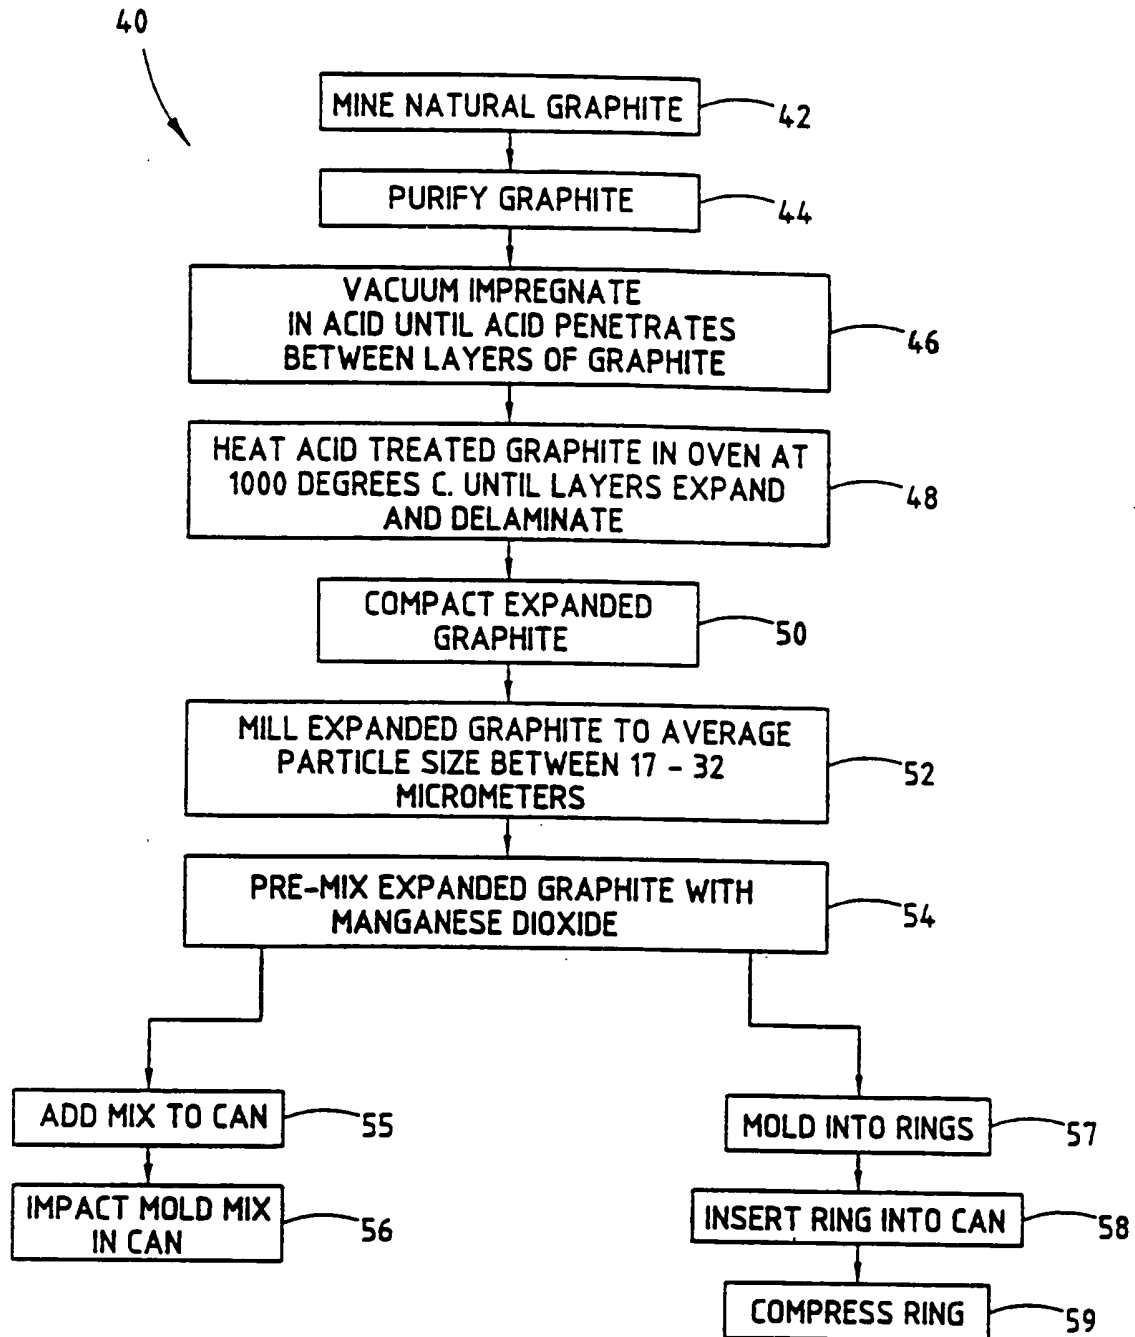 40
MINE NATURAL GRAPHITE
42
PURIFY GRAPHITE
44
VACUUM IMPREGNATE
IN ACID UNTIL ACID PENETRATES
BETWEEN LAYERS OF GRAPHITE
46
HEAT ACID TREATED GRAPHITE IN OVEN AT
1000 DEGREES C. UNTIL LAYERS EXPAND
AND DELAMINATE
48
COMPACT EXPANDED
GRAPHITE
50
MILL EXPANDED GRAPHITE TO AVERAGE
PARTICLE SIZE BETWEEN 17 - 32
MICROMETERS
52
PRE-MIX EXPANDED GRAPHITE WITH
MANGANESE DIOXIDE
54
ADD MIX TO CAN
55
IMPACT MOLD MIX
IN CAN
56
MOLD INTO RINGS
57
INSERT RING INTO CAN
58
COMPRESS RING
59